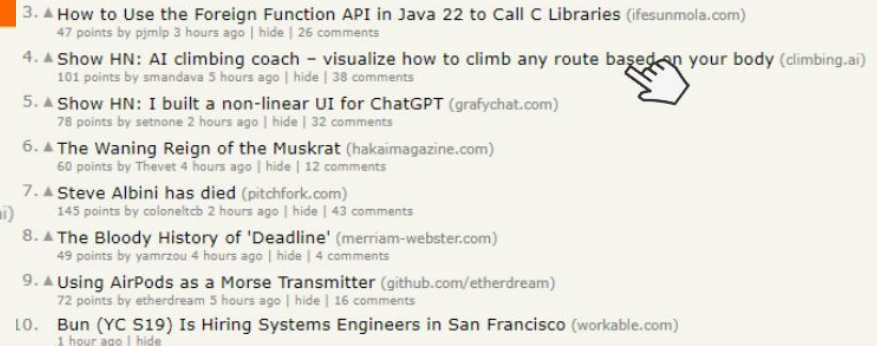 3. ▲ How to Use the Foreign Function API in Java 22 to Call C Libraries (ifesunmola.com)
47 points by pjmlp 3 hours ago | hide | 26 comments
4. ▲ Show HN: AI climbing coach – visualize how to climb any route based on your body (climbing.ai)
101 points by smandava 5 hours ago | hide | 38 comments
5. ▲ Show HN: I built a non-linear UI for ChatGPT (grafychat.com)
78 points by setnone 2 hours ago | hide | 32 comments
6. ▲ The Waning Reign of the Muskrat (hakaimagazine.com)
60 points by Thevet 4 hours ago | hide | 12 comments
7. ▲ Steve Albini has died (pitchfork.com)
ai) 145 points by coloneltcb 2 hours ago | hide | 43 comments
8. ▲ The Bloody History of 'Deadline' (merriam-webster.com)
49 points by yamrzou 4 hours ago | hide | 4 comments
9. ▲ Using AirPods as a Morse Transmitter (github.com/etherdream)
72 points by etherdream 5 hours ago | hide | 16 comments
10. Bun (YC S19) Is Hiring Systems Engineers in San Francisco (workable.com)
1 hour ago | hide